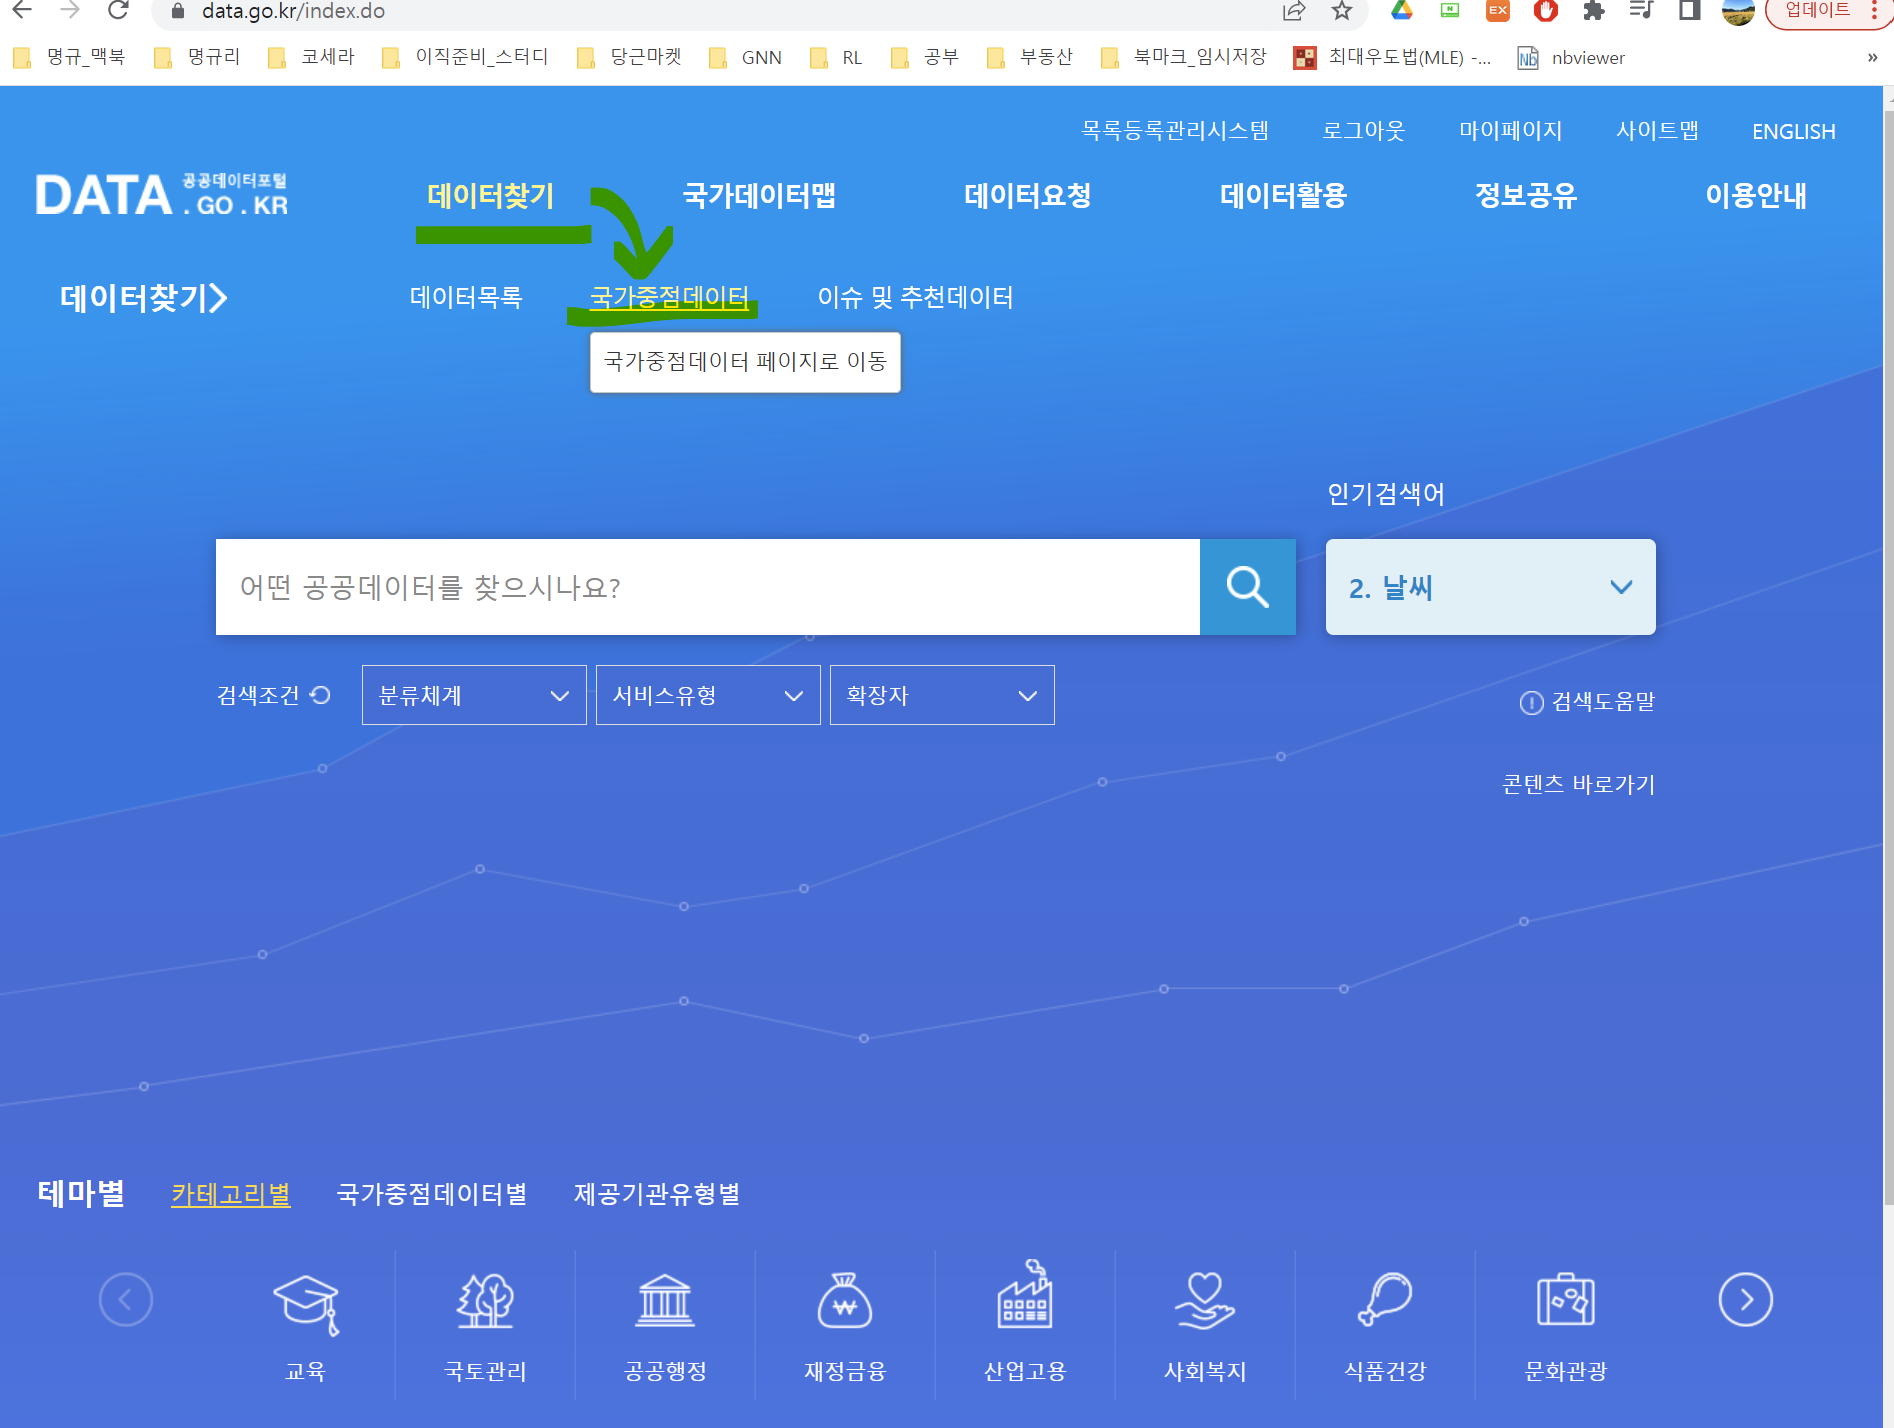 data.go.kr/index.do
업데이트
명규_맥북 명규리 코세라 이직준비_스터디 당근마켓 GNN RL 공부 부동산 북마크_임시저장 최대우도법(MLE) -... Nb nbviewer »
목록등록관리시스템 로그아웃 마이페이지 사이트맵 ENGLISH
DATA 공공데이터포털 .GO.KR
데이터찾기 국가데이터맵 데이터요청 데이터활용 정보공유 이용안내
데이터찾기 데이터목록 국가중점데이터 이슈 및 추천데이터
국가중점데이터 페이지로 이동
인기검색어
어떤 공공데이터를 찾으시나요? 2. 날씨
검색조건 분류체계 서비스유형 확장자 검색도움말
콘텐츠 바로가기
테마별 카테고리별 국가중점데이터별 제공기관유형별
교육 국토관리 공공행정 재정금융 산업고용 사회복지 식품건강 문화관광